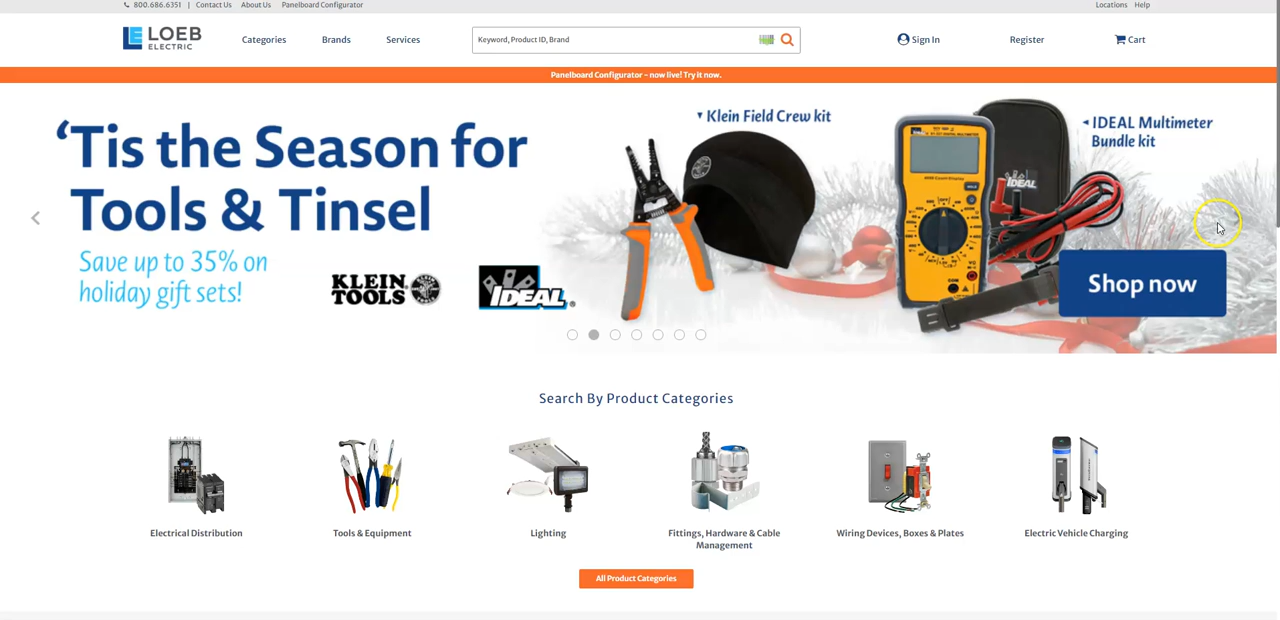 800.686.6351 | Contact Us About Us Panelboard Configurator Locations Help
LOEB ELECTRIC Categories Brands Services Keyword, Product ID, Brand Sign In Register Cart
Panelboard Configurator - now live! Try it now.
‘Tis the Season for
Tools & Tinsel
Save up to 35% on
holiday gift sets!
KLEIN TOOLS
IDEAL®
Klein Field Crew kit
IDEAL Multimeter
Bundle kit
IDEAL
Shop now
Search By Product Categories
Electrical Distribution Tools & Equipment Lighting Fittings, Hardware & Cable Management Wiring Devices, Boxes & Plates Electric Vehicle Charging
All Product Categories